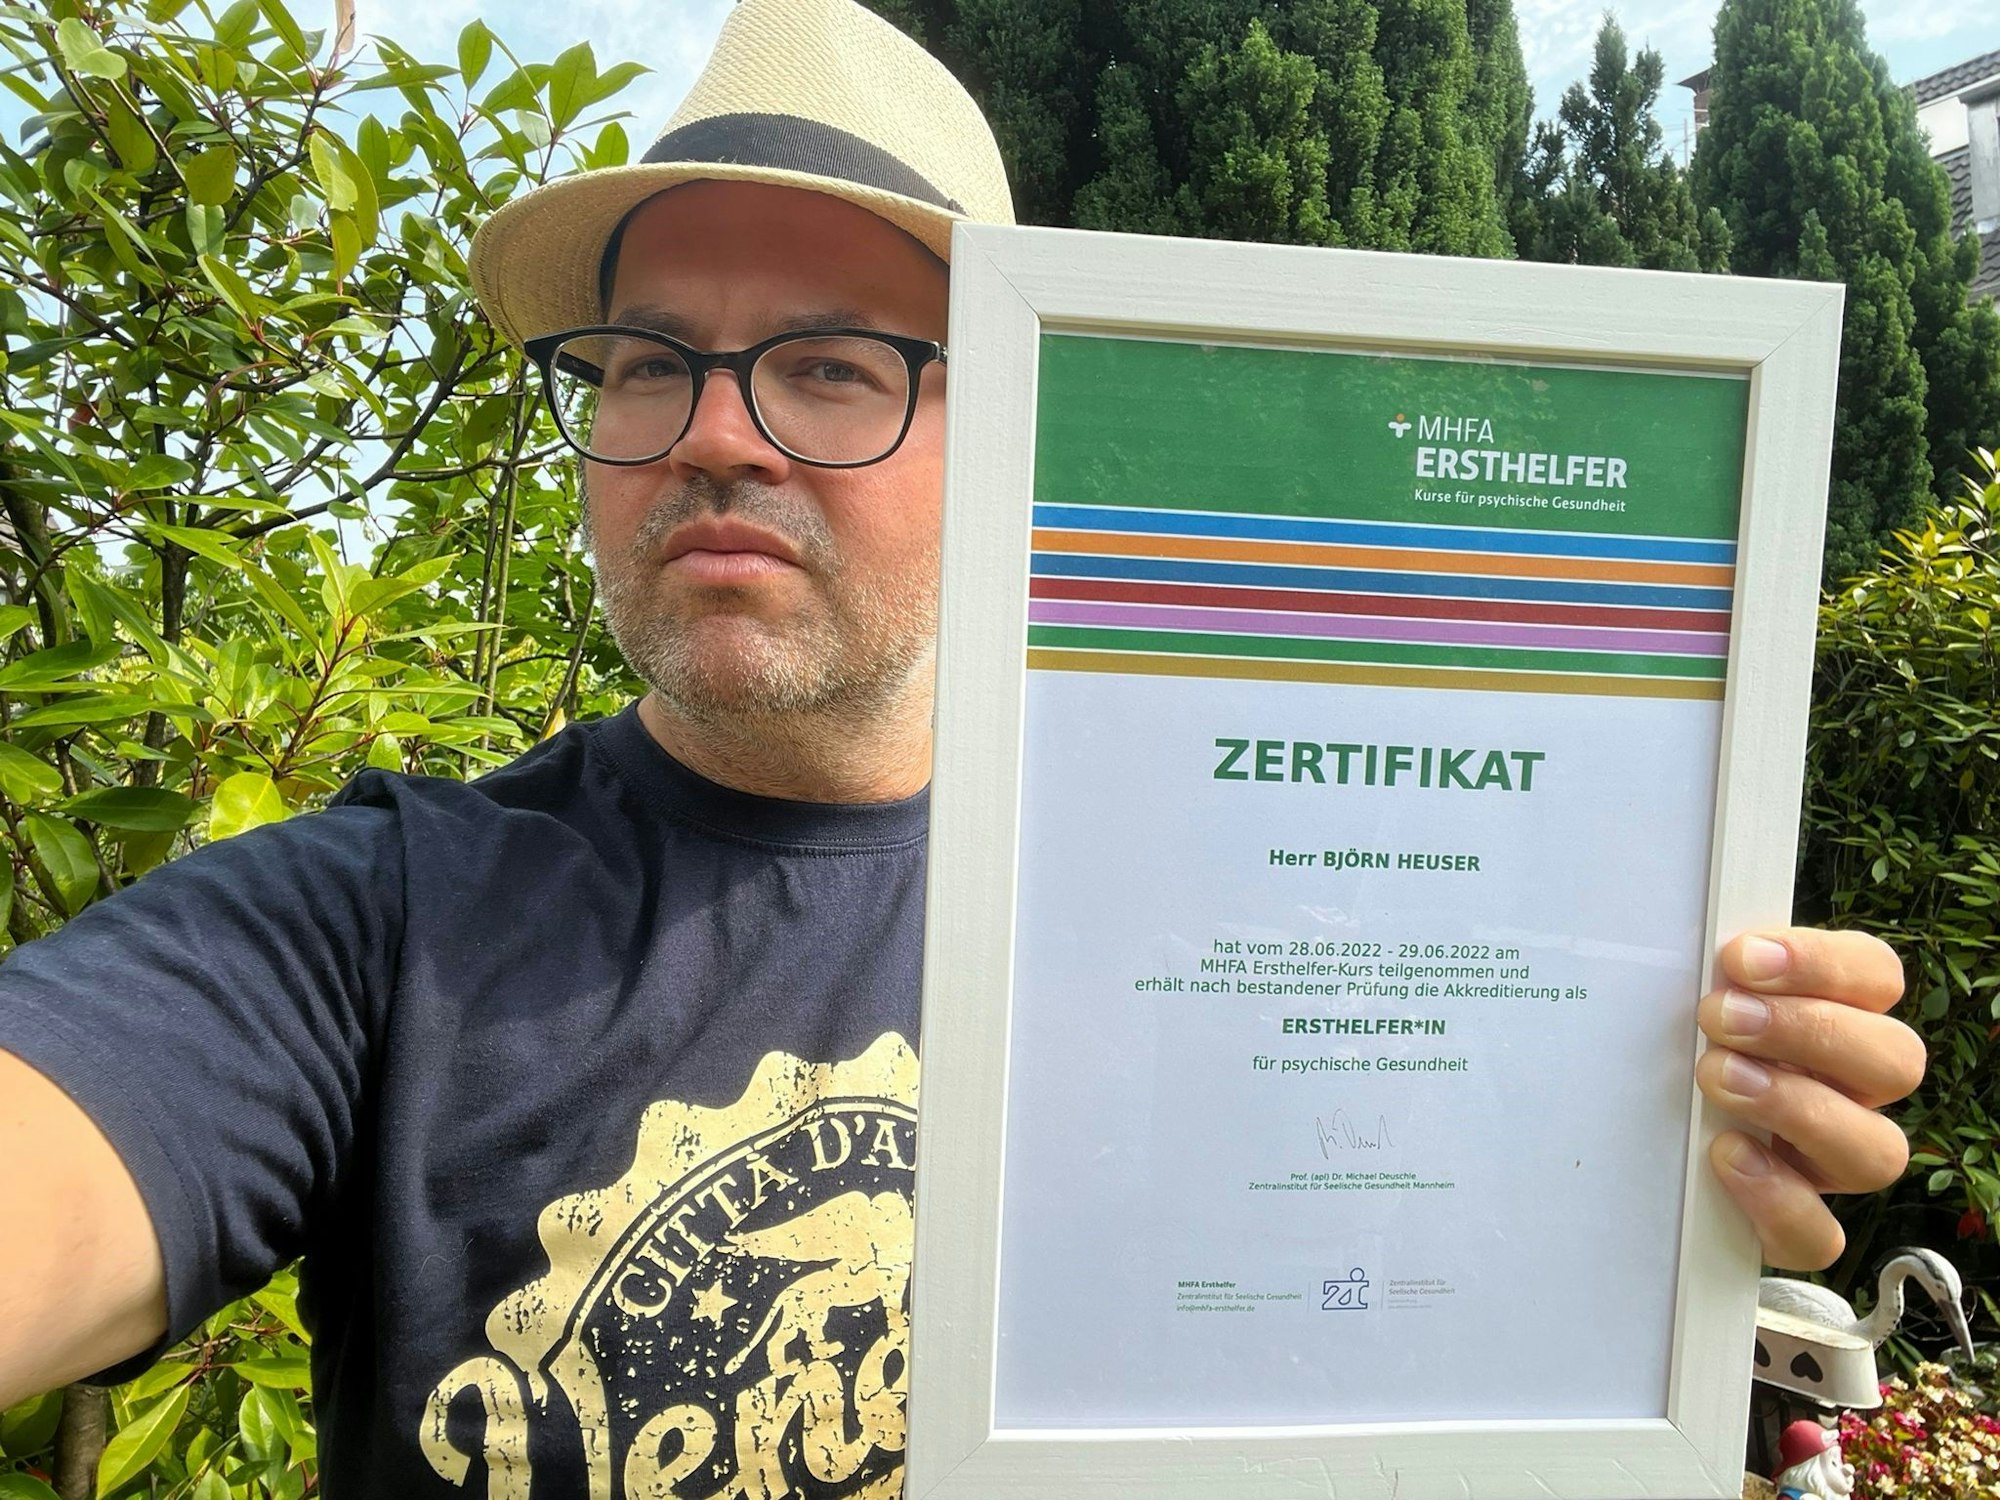 MHFA
ERSTHELFER
Kurse für psychische Gesundheit
ZERTIFIKAT
Herr BJÖRN HEUSER
hat vom 28.06.2022 - 29.06.2022 am
MHFA Ersthelfer-Kurs teilgenommen und
erhält nach bestandener Prüfung die Akkreditierung als
ERSTHELFER*IN
für psychische Gesundheit
Prof. (apl) Dr. Michael Deuschle
Zentralinstitut für Seelische Gesundheit Mannheim
MHFA Ersthelfer
Zentralinstitut für Seelische Gesundheit
info@mhfa-ersthelfer.de
Zentralinstitut für
Seelische Gesundheit
CITTÀ D'A